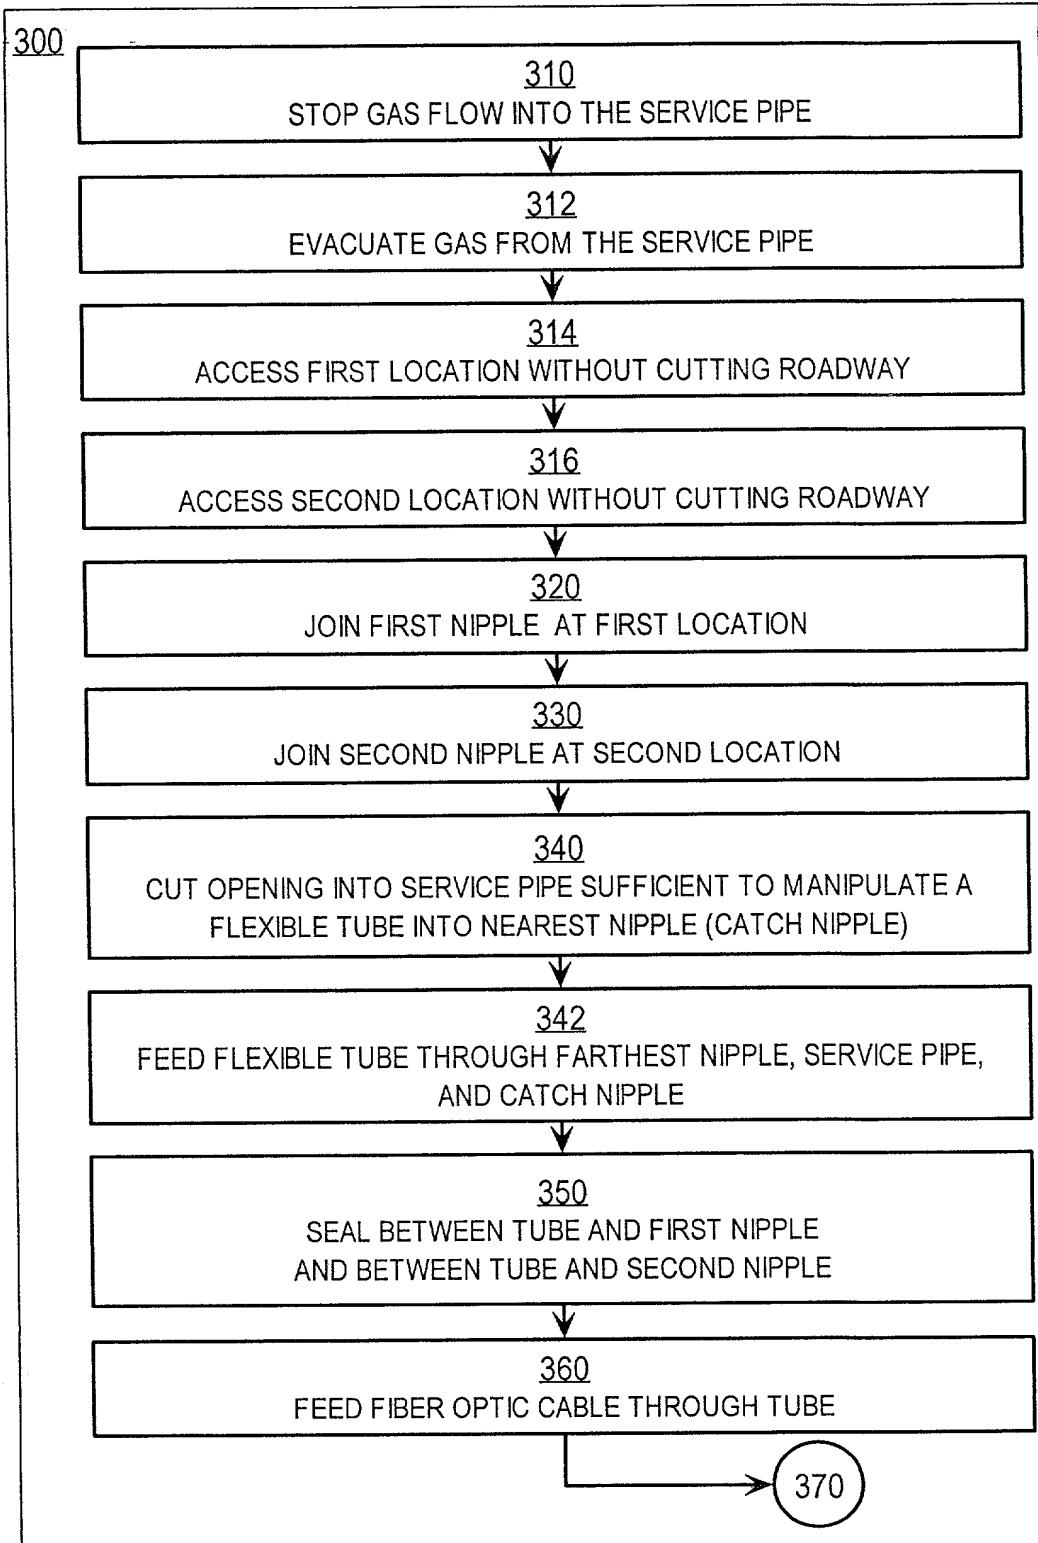 300
310
STOP GAS FLOW INTO THE SERVICE PIPE
312
EVACUATE GAS FROM THE SERVICE PIPE
314
ACCESS FIRST LOCATION WITHOUT CUTTING ROADWAY
316
ACCESS SECOND LOCATION WITHOUT CUTTING ROADWAY
320
JOIN FIRST NIPPLE AT FIRST LOCATION
330
JOIN SECOND NIPPLE AT SECOND LOCATION
340
CUT OPENING INTO SERVICE PIPE SUFFICIENT TO MANIPULATE A
FLEXIBLE TUBE INTO NEAREST NIPPLE (CATCH NIPPLE)
342
FEED FLEXIBLE TUBE THROUGH FARTHEST NIPPLE, SERVICE PIPE,
AND CATCH NIPPLE
350
SEAL BETWEEN TUBE AND FIRST NIPPLE
AND BETWEEN TUBE AND SECOND NIPPLE
360
FEED FIBER OPTIC CABLE THROUGH TUBE
370